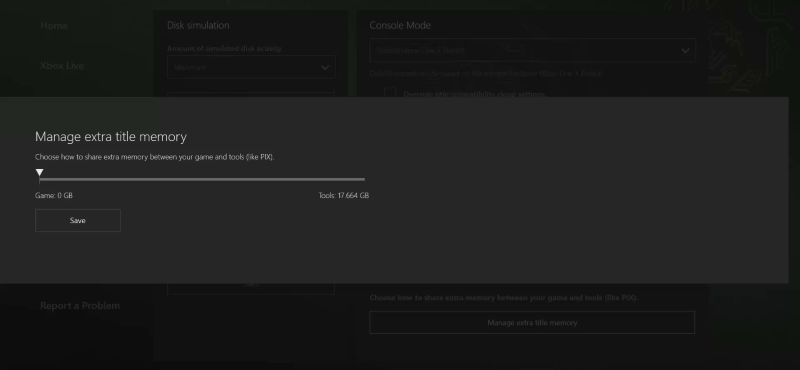 Home
Disk simulation
Console Mode
Amount of simulated disk activity
Xbox Live
Maximum
Manage extra title memory
Choose how to share extra memory between your game and tools (like PIX).
Game: 0 GB
Tools: 17.664 GB
Save
Report a Problem
Choose how to share extra memory between your game and tools (like PIX).
Manage extra title memory